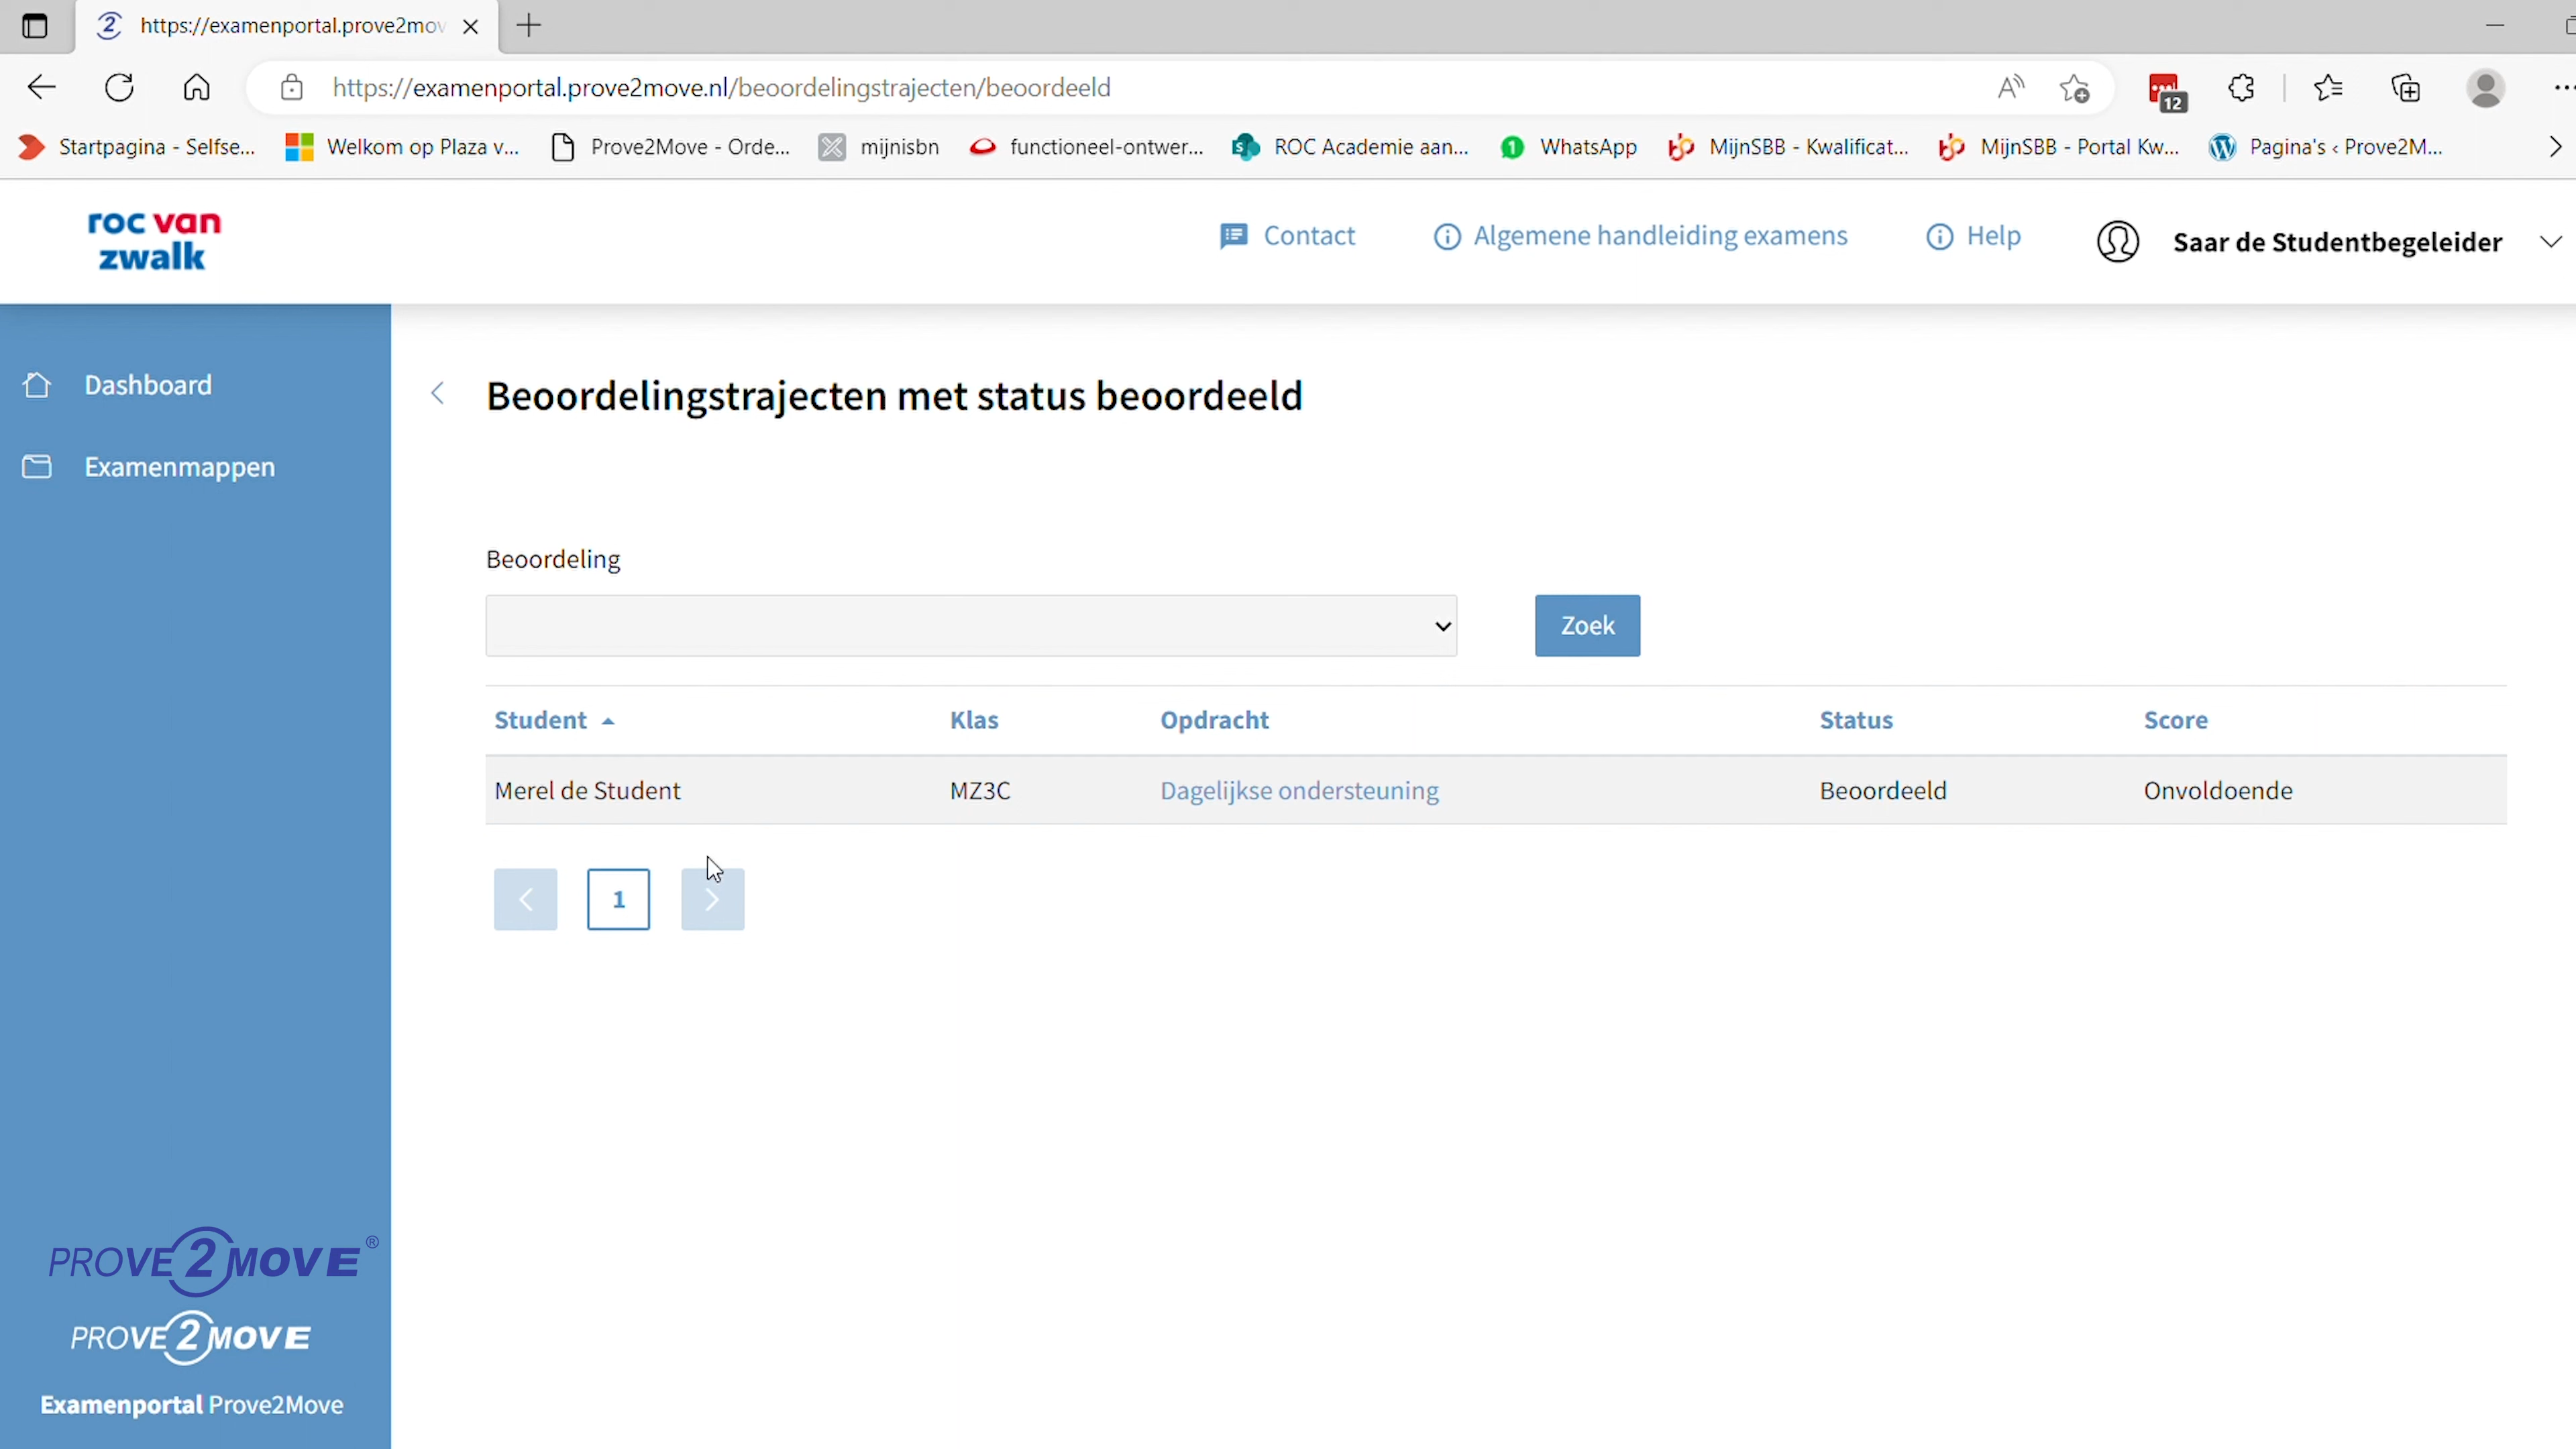 https://examenportal.prove2mov
https://examenportal.prove2move.nl/beoordelingstrajecten/beoordeeld
12
Startpagina - Selfse...
Welkom op Plaza v...
Prove2Move - Orde...
mijnisbn
functioneel-ontwer...
ROC Academie aan...
1 WhatsApp
MijnSBB - Kwalificat...
MijnSBB - Portal Kw...
Pagina's ‹ Prove2M...
roc van
zwalk
Contact
Algemene handleiding examens
Help
Saar de Studentbegeleider
Dashboard
Examenmappen
Beoordelingstrajecten met status beoordeeld
Beoordeling
Zoek
Student Klas Opdracht Status Score
Merel de Student MZ3C Dagelijkse ondersteuning Beoordeeld Onvoldoende
1
PROVE2MOVE®
PROVE2MOVE
Examenportal Prove2Move